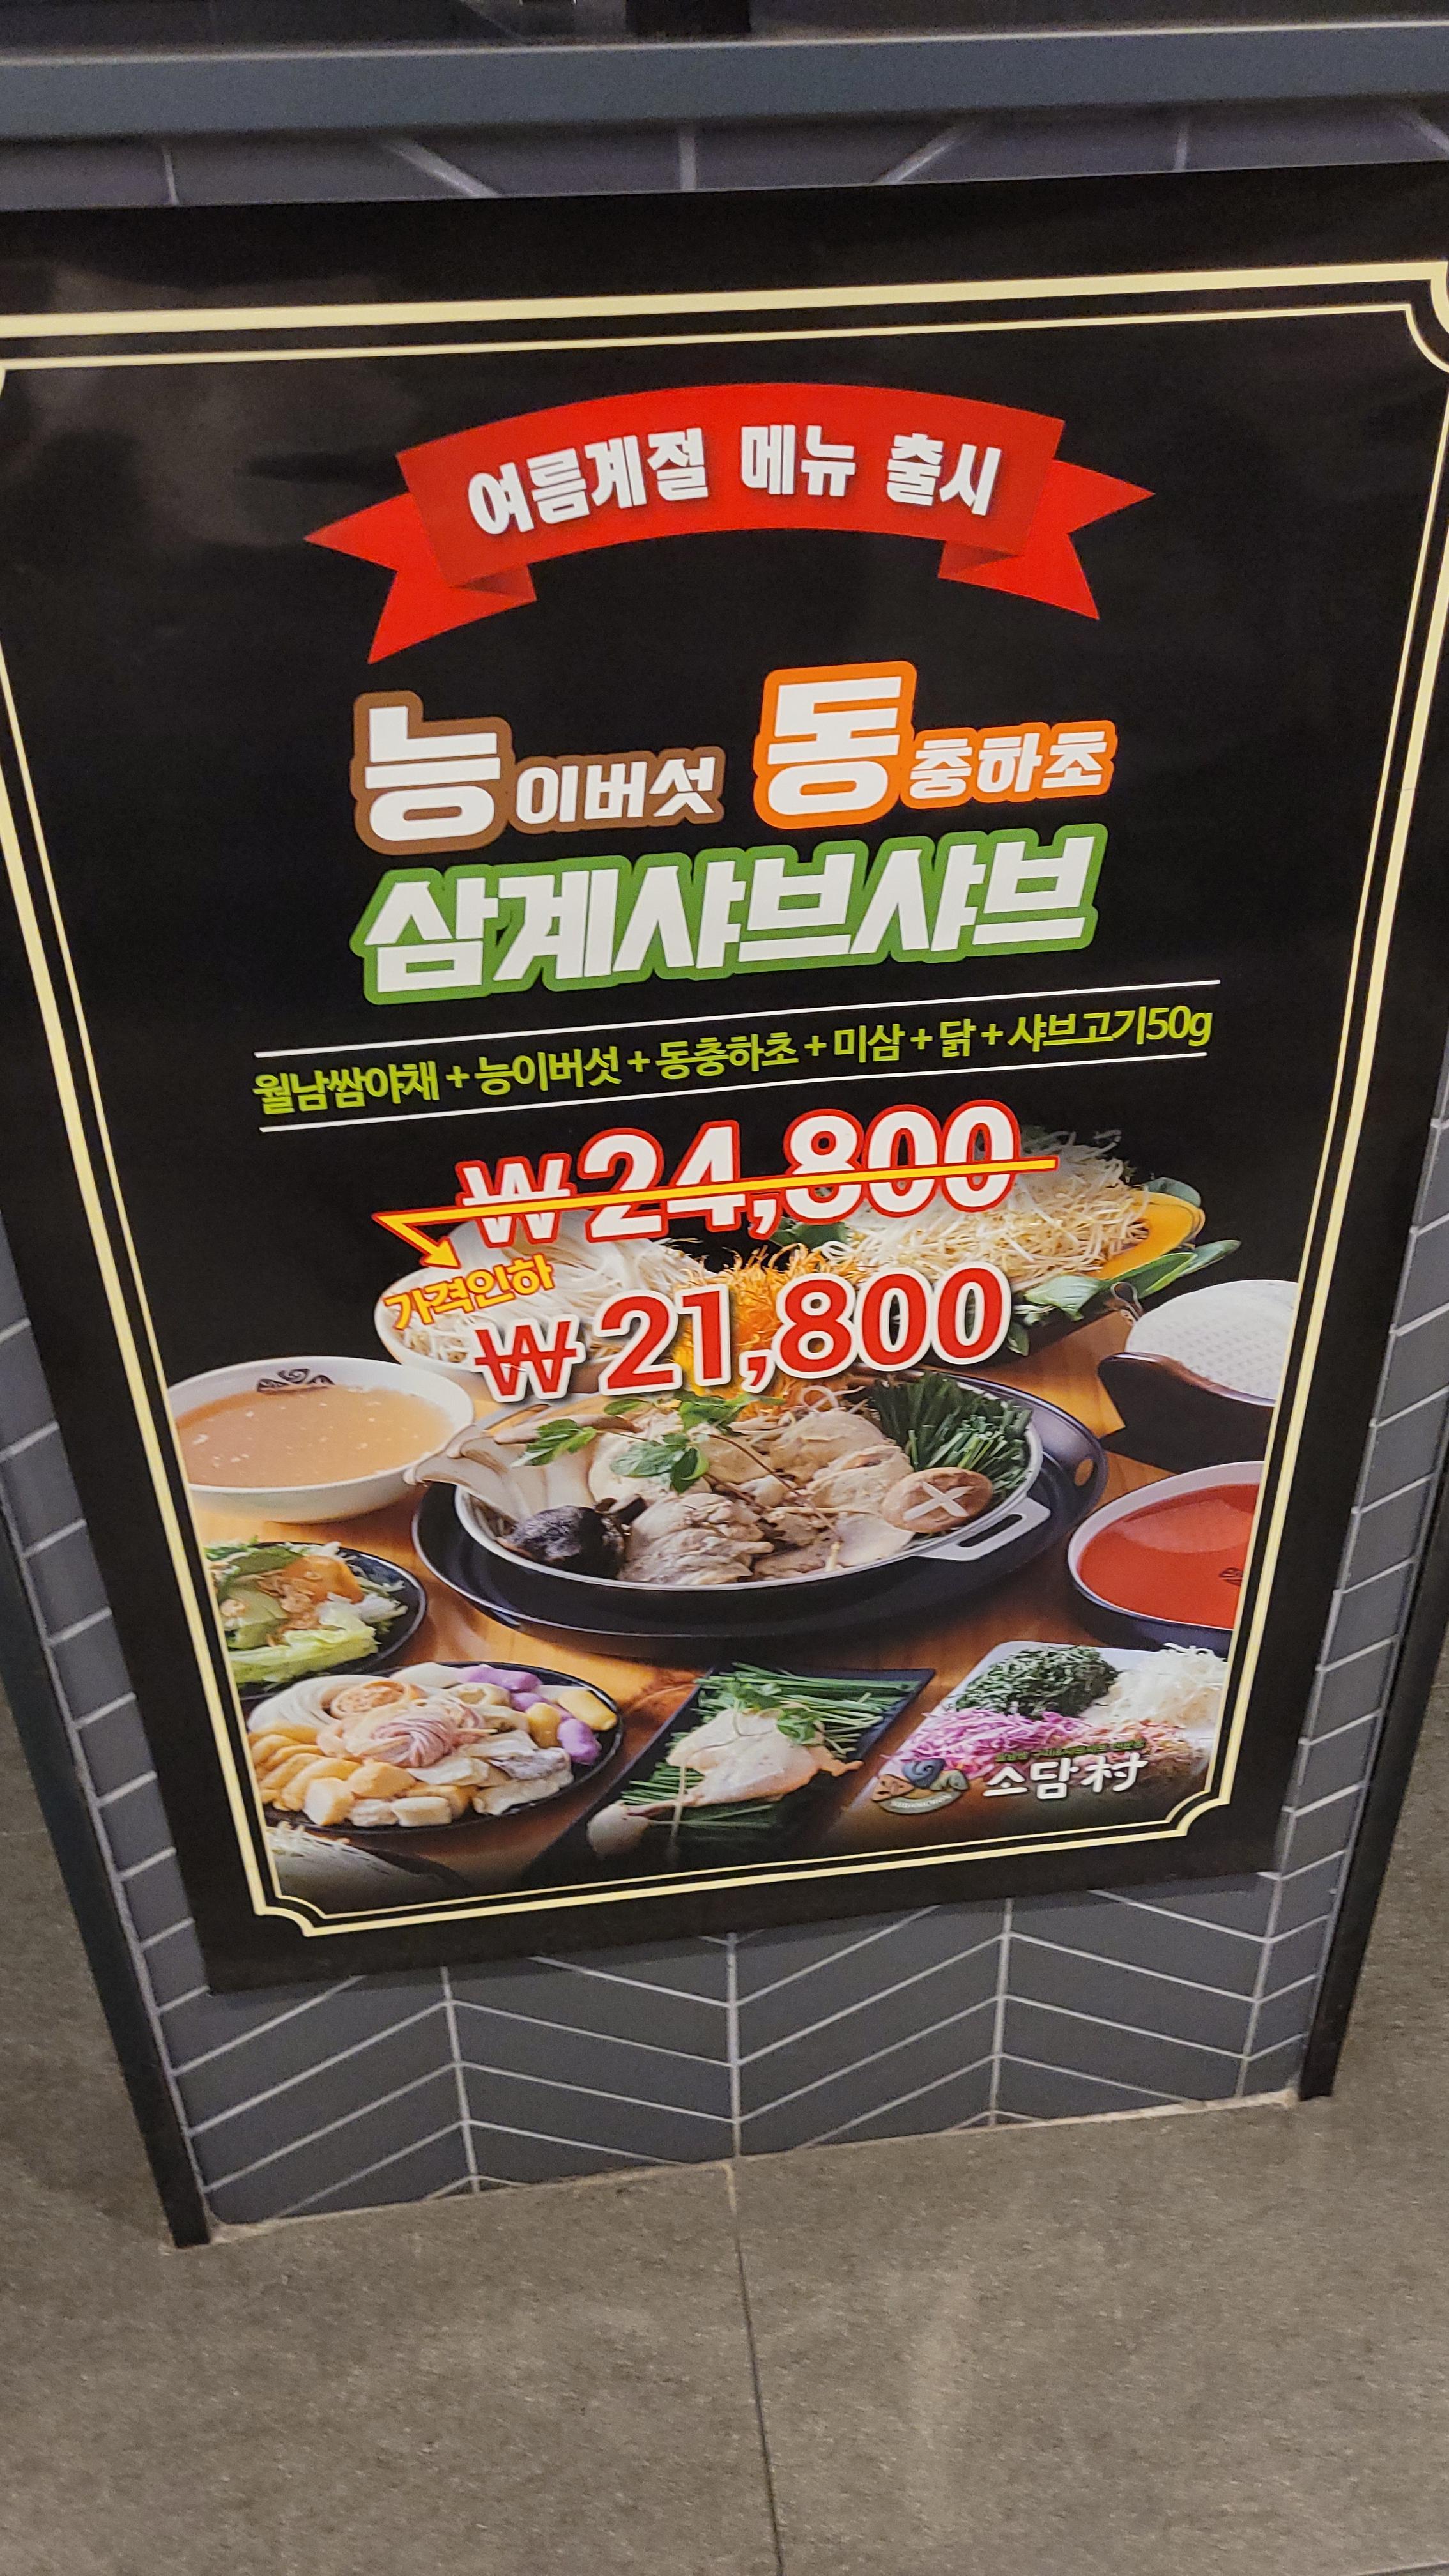 여름계절 메뉴 출시
능이버섯 동충하초
삼계샤브샤브
월남쌈야채 + 능이버섯 + 동충하초 + 미삼 + 닭 + 샤브고기50g
₩24,800
가격인하
₩21,800
소담村